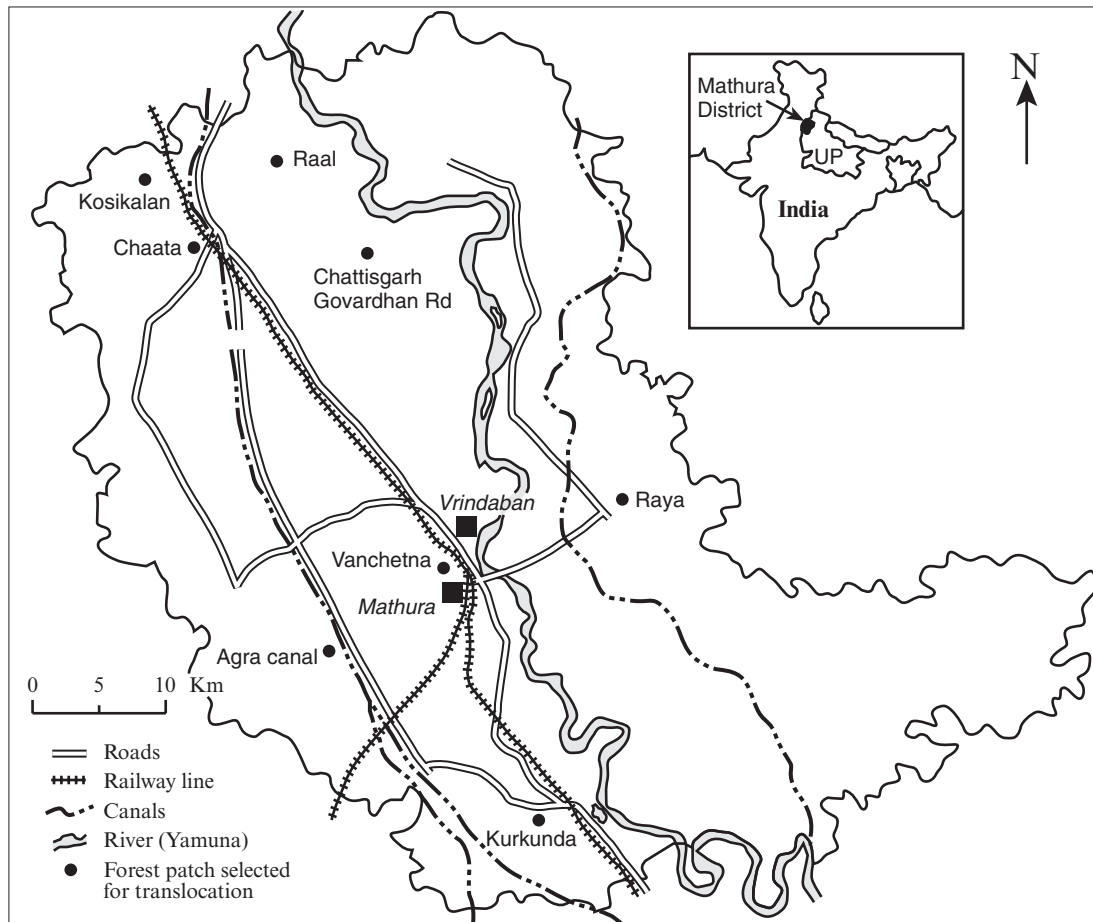 N
Mathura
District
UP
India
Raal
Kosikalan
Chaata
Chattisgarh
Govardhan Rd
Vrindaban
Raya
Vanchetna
Mathura
Agra canal
0 5 10 Km
Roads
Railway line
Canals
River (Yamuna)
Forest patch selected
for translocation
Kurkunda